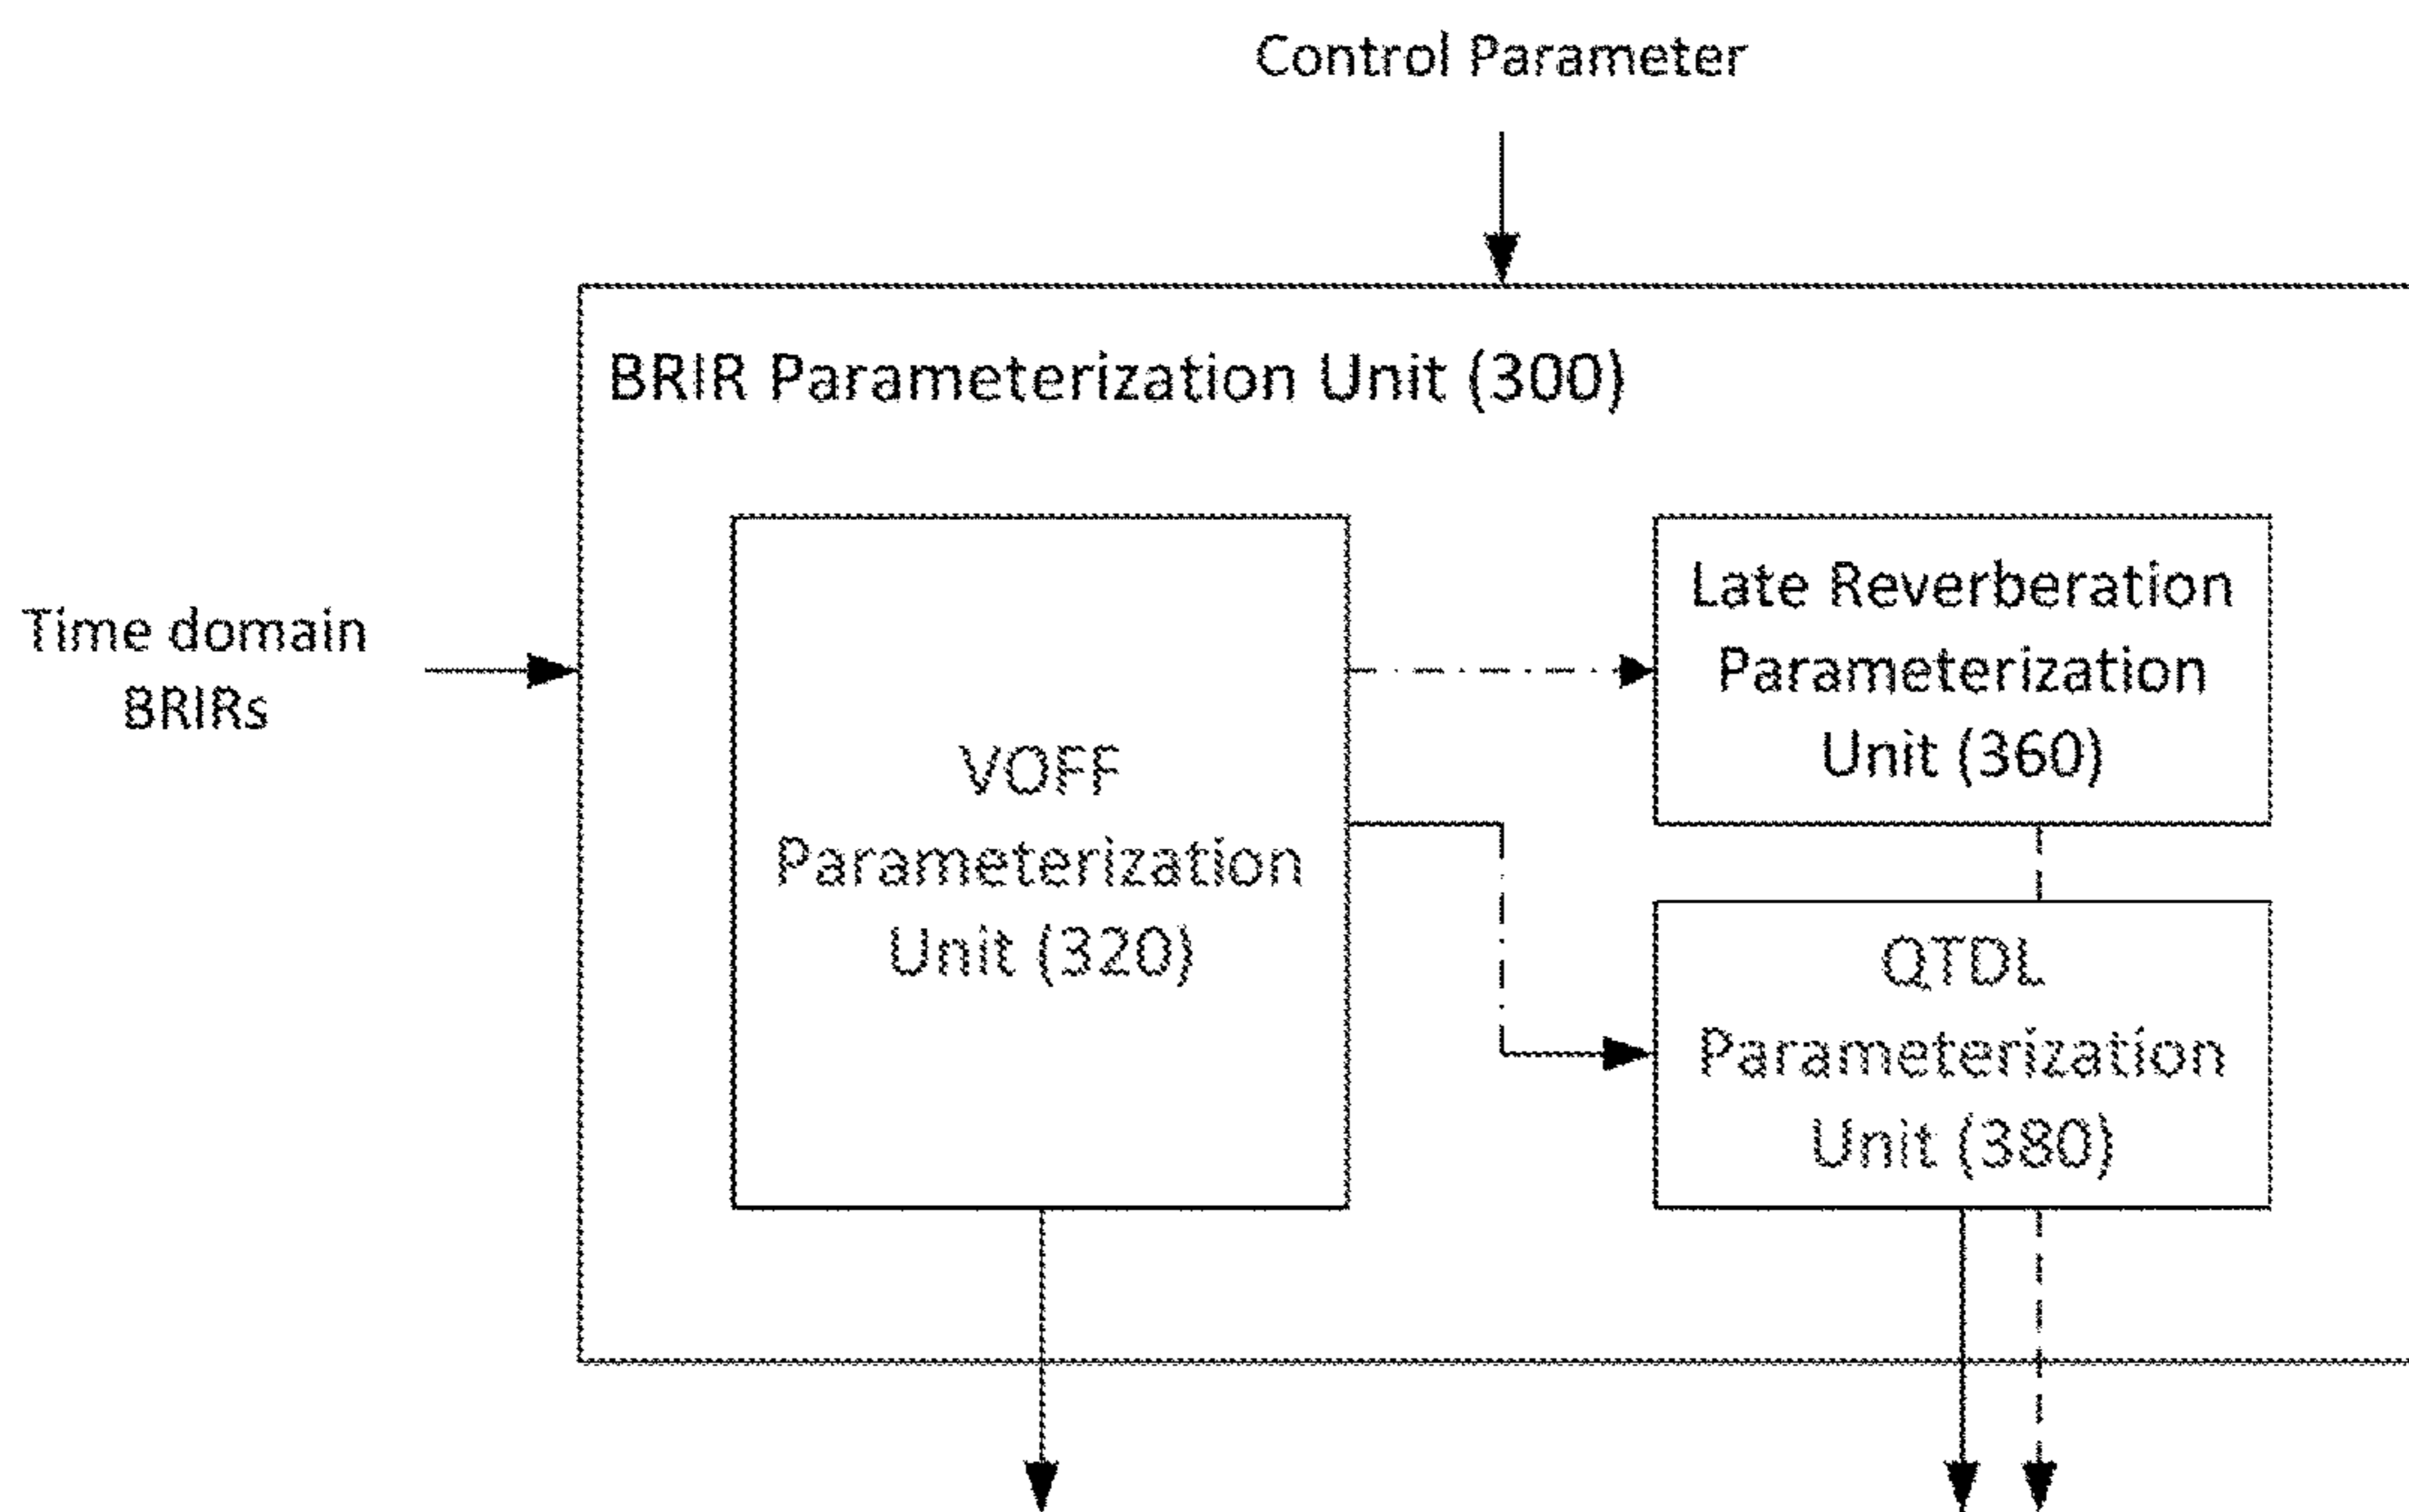 Control Parameter
BRIR Parameterization Unit (300)
Time domain
BRIRs
VOFF
Parameterization
Unit (320)
Late Reverberation
Parameterization
Unit (360)
QTDL
Parameterization
Unit (380)